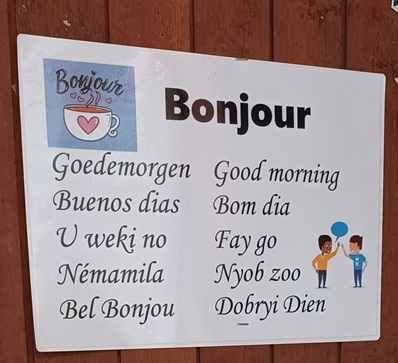 Bonjour
Bonjour
Goedemorgen
Good morning
Buenos dias
Bom dia
U weki no
Fay go
Némamila
Nyob zoo
Bel Bonjou
Dobryi Dien